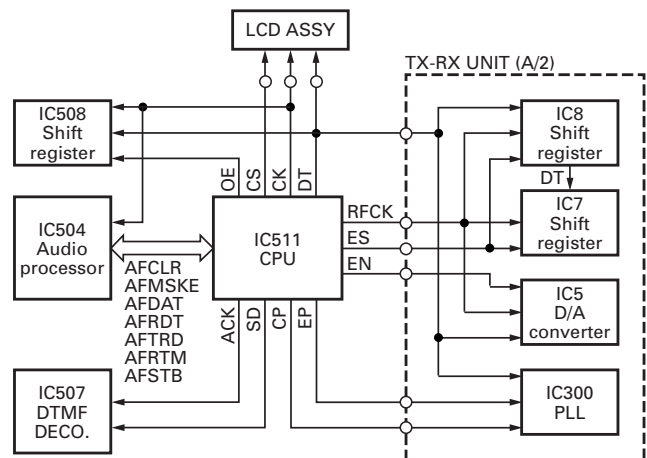 LCD ASSY
TX-RX UNIT (A/2)
IC508
Shift
register
IC8
Shift
register
OE
CS
CK
DT
DT
IC504
Audio
processor
IC511
CPU
RFCK
ES
EN
IC7
Shift
register
AFCLR
AFMSKE
AFDAT
AFRDT
AFTRD
AFRTM
AFSTB
ACK
SD
CP
EP
IC5
D/A
converter
IC507
DTMF
DECO.
IC300
PLL